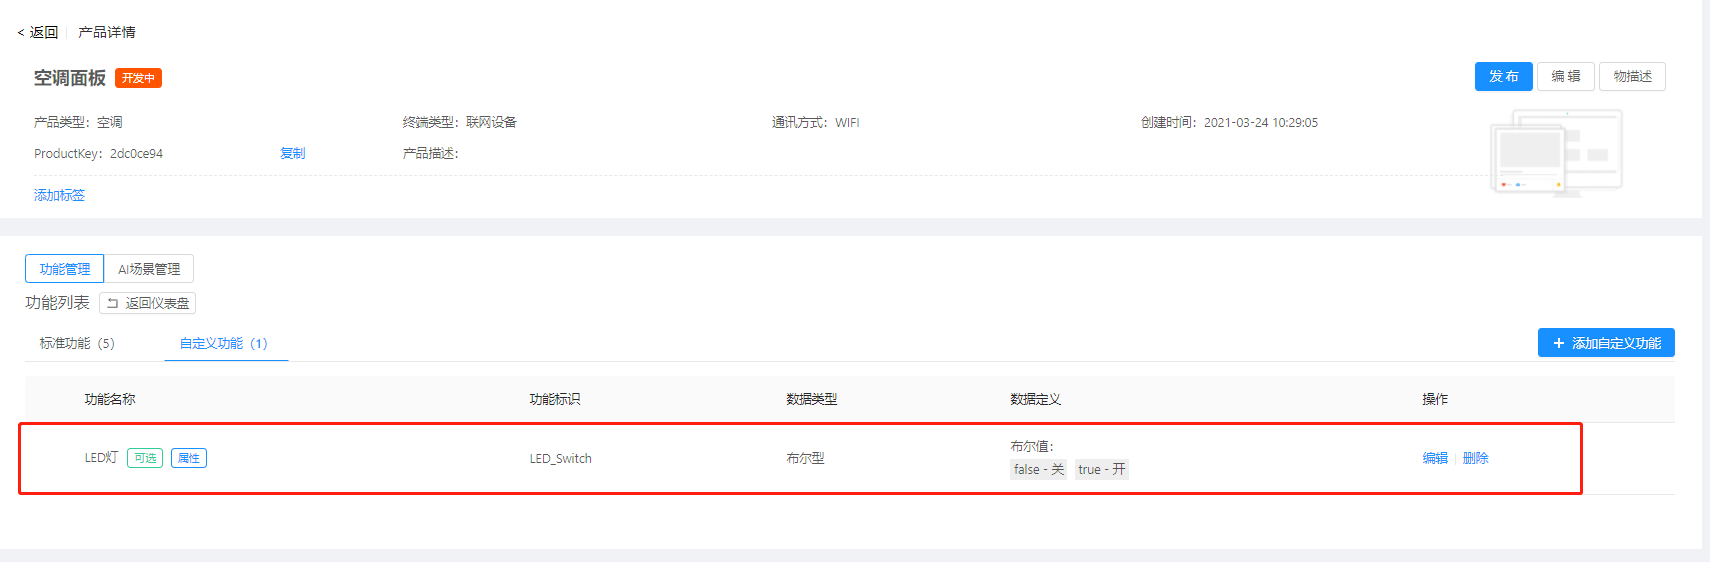 < 返回 产品详情
空调面板 开发中 发 布 编 辑 物描述
产品类型：空调 终端类型：联网设备 通讯方式：WIFI 创建时间：2021-03-24 10:29:05
ProductKey：2dc0ce94 复制 产品描述：
添加标签
功能管理 AI场景管理
功能列表 返回仪表盘
标准功能（5） 自定义功能（1） + 添加自定义功能
功能名称 功能标识 数据类型 数据定义 操作
LED灯 可选 属性 LED_Switch 布尔型 布尔值： 编辑 删除
false - 关 true - 开